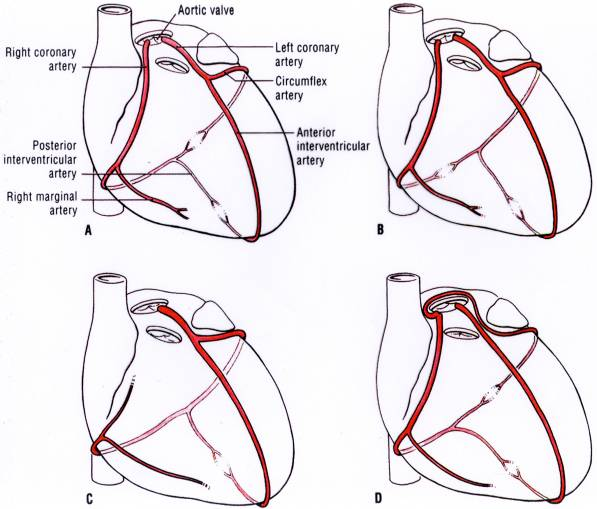 Aortic valve
Right coronary
artery
Left coronary
artery
Circumflex
artery
Anterior
interventricular
artery
Posterior
interventricular
artery
Right marginal
artery
A
B
C
D